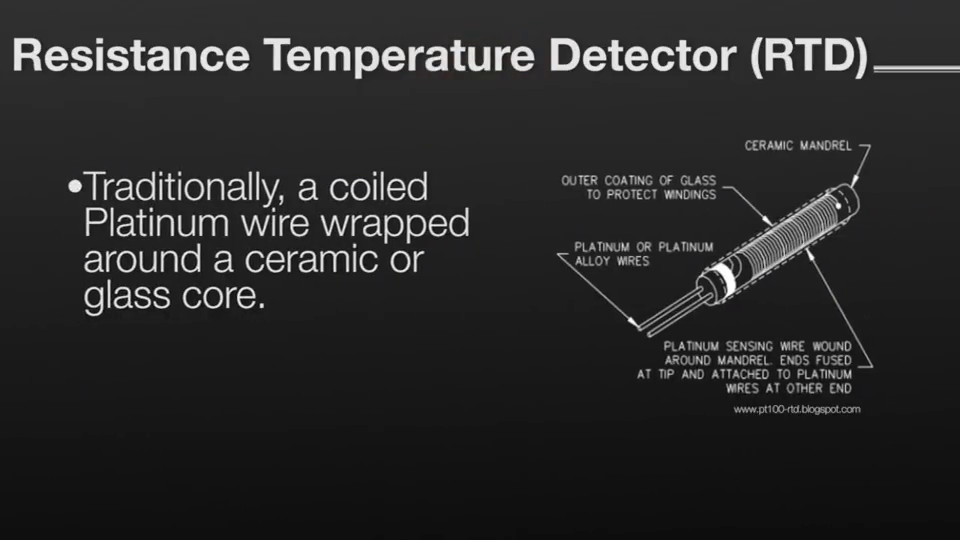 Resistance Temperature Detector (RTD)
•Traditionally, a coiled
Platinum wire wrapped
around a ceramic or
glass core.
CERAMIC MANDREL
OUTER COATING OF GLASS
TO PROTECT WINDINGS
PLATINUM OR PLATINUM
ALLOY WIRES
PLATINUM SENSING WIRE WOUND
AROUND MANDREL. ENDS FUSED
AT TIP AND ATTACHED TO PLATINUM
WIRES AT OTHER END
www.pt100-rtd.blogspot.com